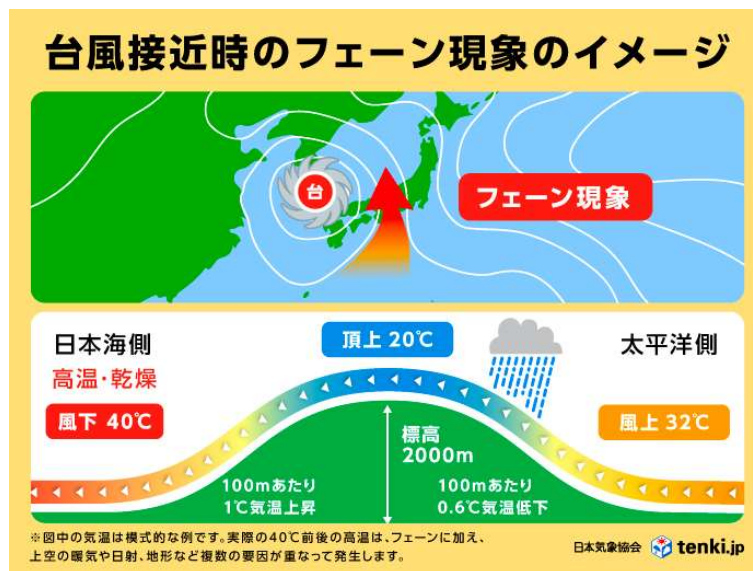 台風接近時のフェーン現象のイメージ
台
フェーン現象
日本海側
高温・乾燥
風下 40℃
頂上 20℃
太平洋側
風上 32℃
標高
2000m
100mあたり
1℃気温上昇
100mあたり
0.6℃気温低下
※図中の気温は模式的な例です。実際の40℃前後の高温は、フェーンに加え、
上空の暖気や日射、地形など複数の要因が重なって発生します。
日本気象協会 tenki.jp